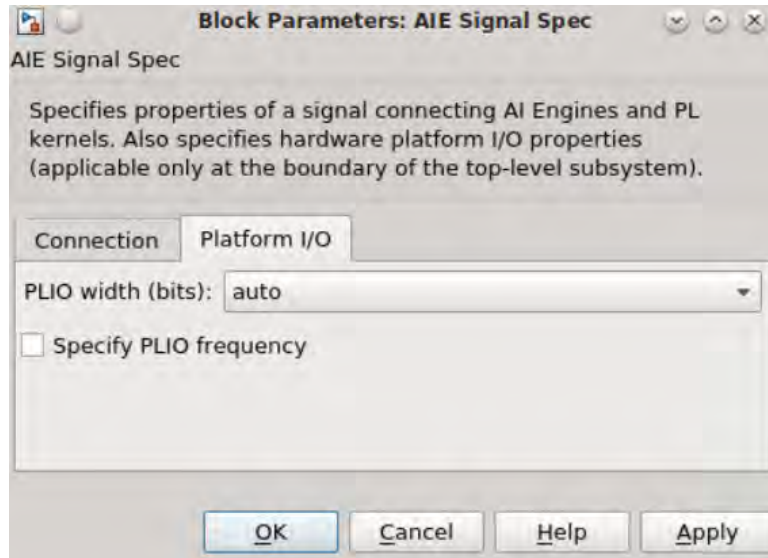 Block Parameters: AIE Signal Spec
AIE Signal Spec
Specifies properties of a signal connecting AI Engines and PL
kernels. Also specifies hardware platform I/O properties
(applicable only at the boundary of the top-level subsystem).
Connection Platform I/O
PLIO width (bits): auto
Specify PLIO frequency
OK Cancel Help Apply